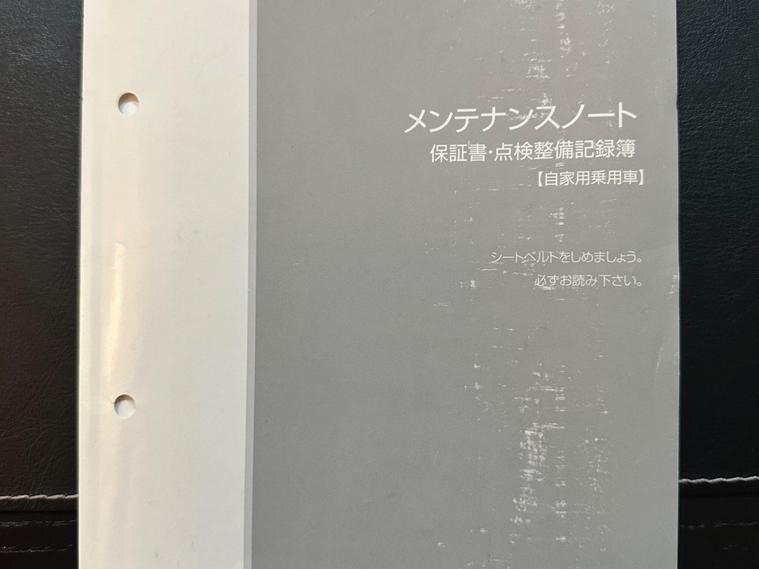 メンテナンスノート
保証書・点検整備記録簿
【自家用乗用車】
シートベルトをしめましょう。
必ずお読み下さい。